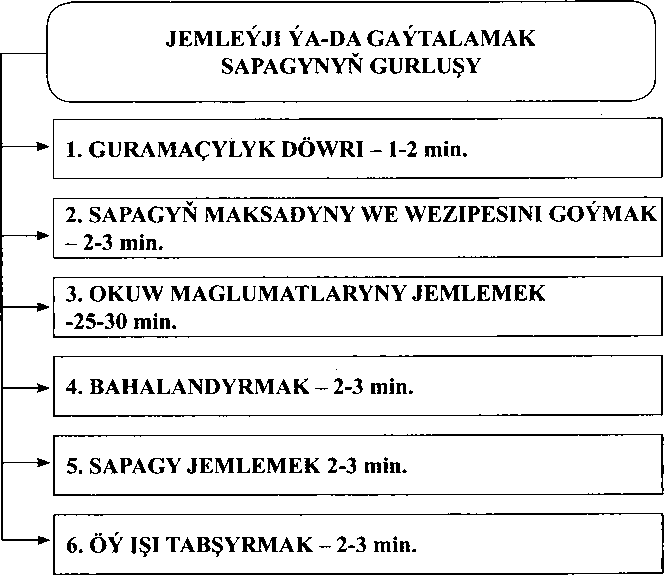 JEMLEÝJI ÝA-DA GAÝTALAMAK
SAPAGYNYŇ GURLUŞY
1. GURAMAÇYLYK DÖWRI – 1-2 min.
2. SAPAGYŇ MAKSADYNY WE WEZIPESINI GOÝMAK
– 2-3 min.
3. OKUW MAGLUMATLARYNY JEMLEMEK
-25-30 min.
4. BAHALANDYRMAK – 2-3 min.
5. SAPAGY JEMLEMEK 2-3 min.
6. ÖÝ IŞI TABŞYRMAK – 2-3 min.